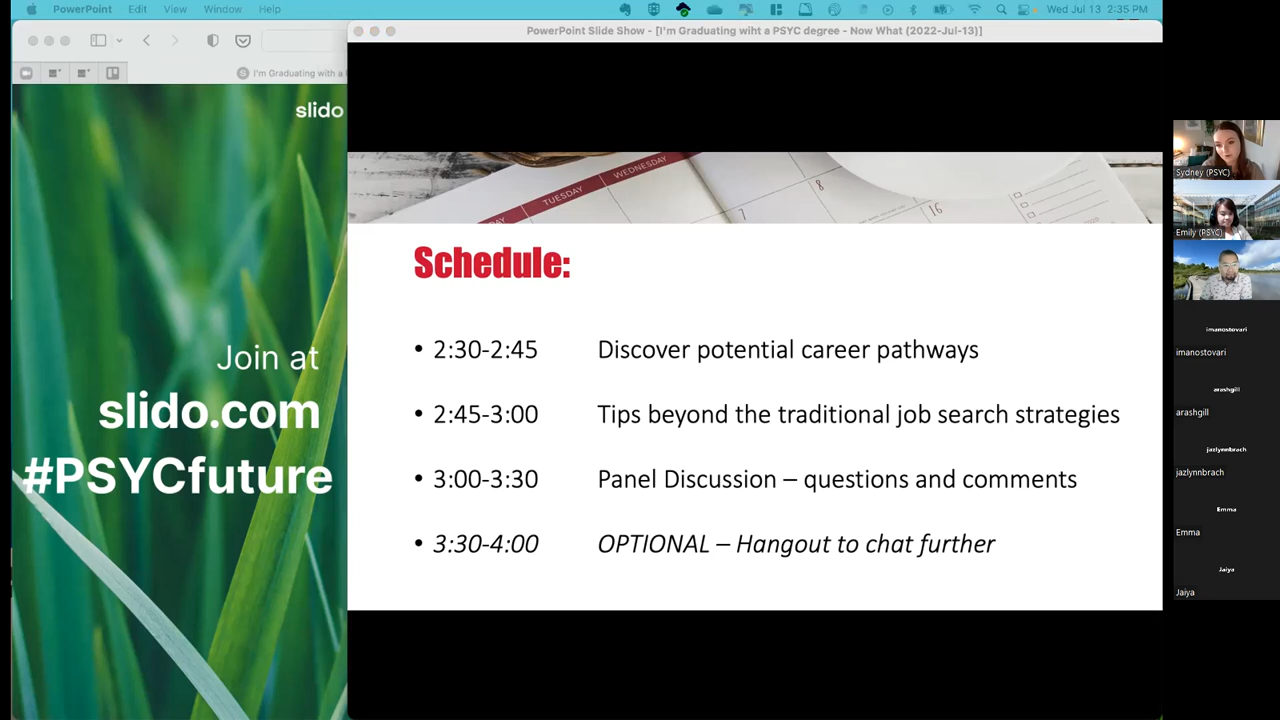 PowerPoint Edit View Window Help Wed Jul 13 2:35 PM
PowerPoint Slide Show - [I'm Graduating wiht a PSYC degree - Now What (2022-Jul-13)]
I'm Graduating with a
slido
Join at
slido.com
#PSYCfuture
TUESDAY
WEDNESDAY
7
8
16
Schedule:
• 2:30-2:45 Discover potential career pathways
• 2:45-3:00 Tips beyond the traditional job search strategies
• 3:00-3:30 Panel Discussion – questions and comments
• 3:30-4:00 OPTIONAL – Hangout to chat further
Sydney (PSYC)
Emily (PSYC)
imanostovari
imanostovari
arashgill
arashgill
jazlynnbrach
jazlynnbrach
Emma
Emma
Jaiya
Jaiya